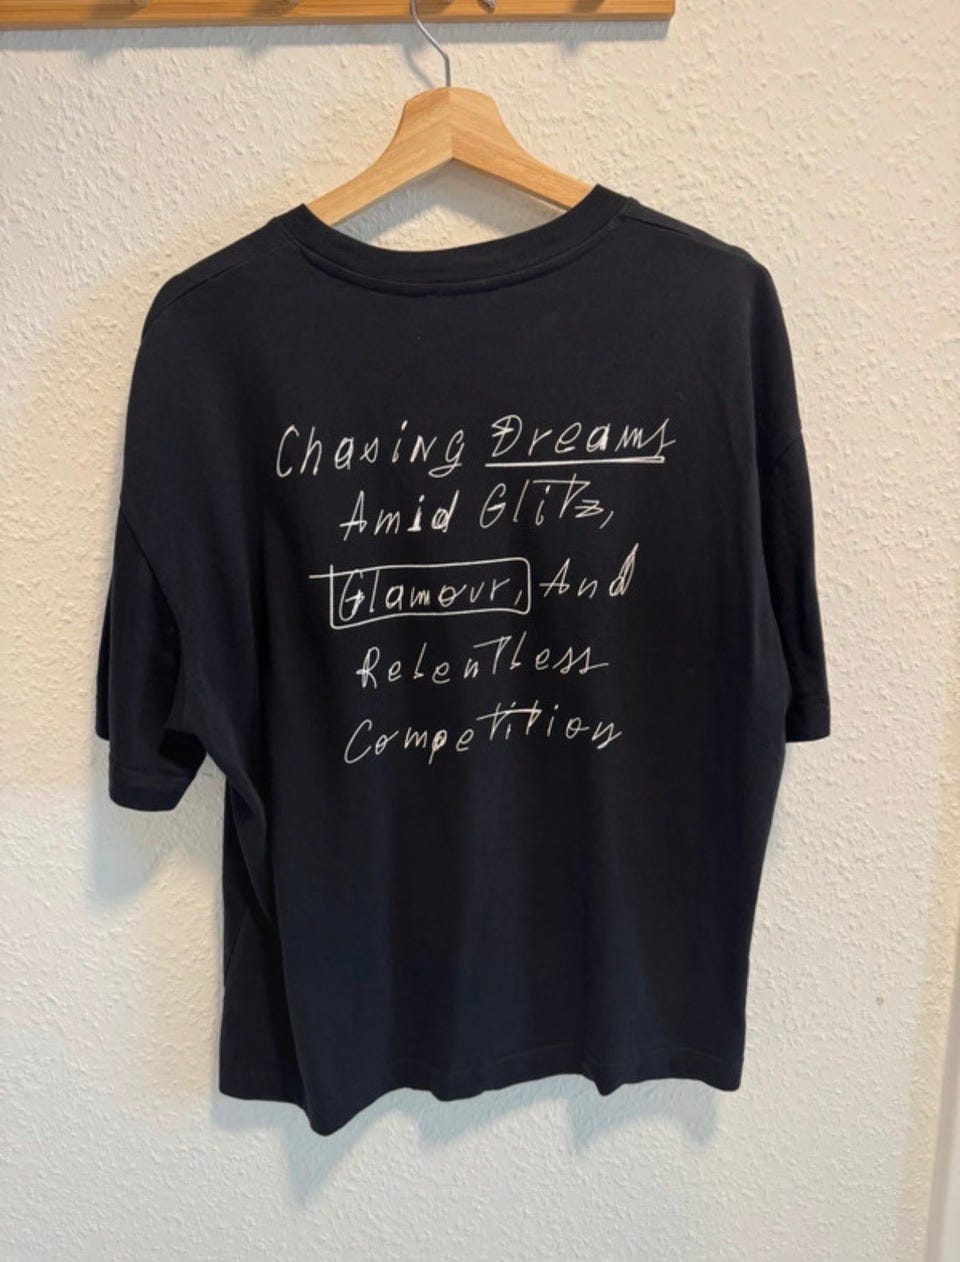 Chasing Dreams
Amid Glitz,
Glamour, And
Relentless
Competition